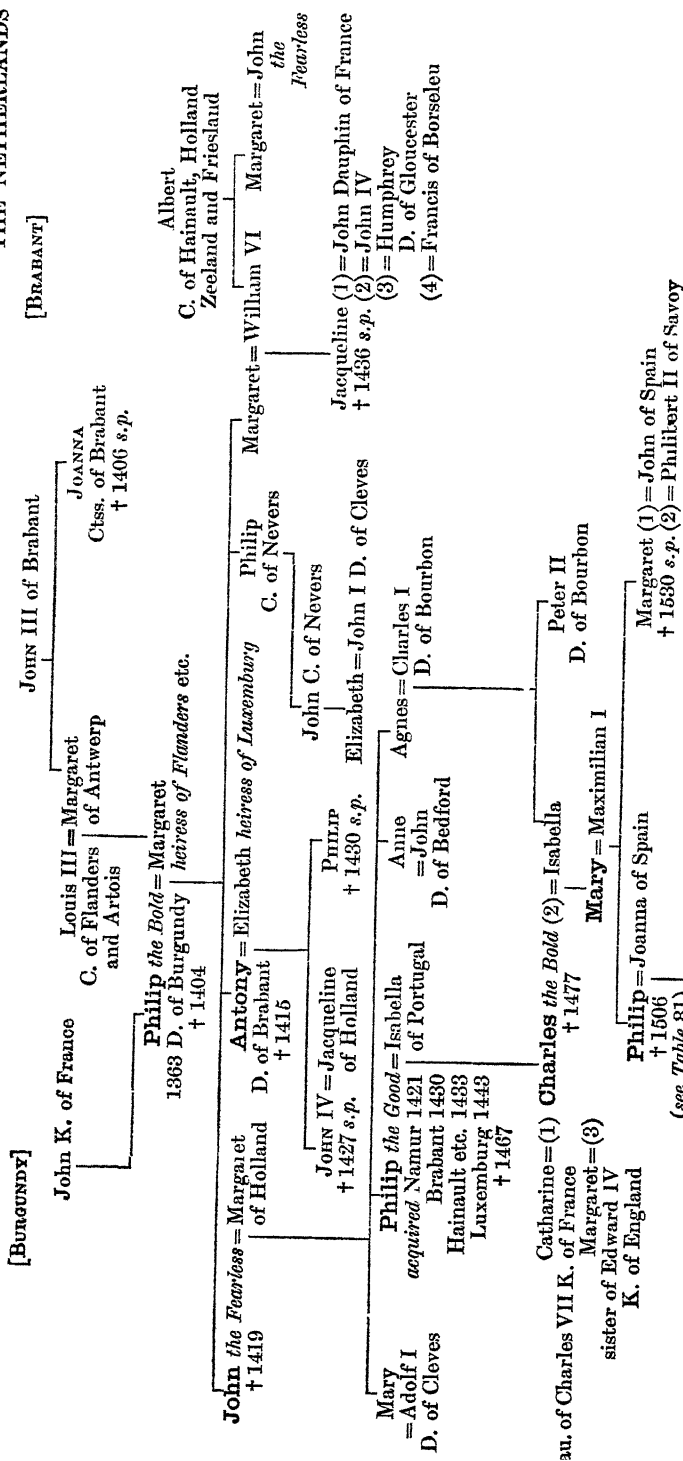 THE NETHERLANDS
[BURGUNDY]
[BRABANT]
JOHN III of Brabant
John K. of France
Louis III = Margaret
C. of Flanders of Antwerp
and Artois
JOANNA
Ctss. of Brabant
† 1406 s.p.
Philip the Bold = Margaret
1363 D. of Burgundy heiress of Flanders etc.
† 1404
Albert
C. of Hainault, Holland
Zeeland and Friesland
John the Fearless = Margaret
† 1419 of Holland
Antony = Elizabeth heiress of Luxemburg
D. of Brabant
† 1415
Philip
C. of Nevers
Margaret = William VI
Margaret = John
the
Fearless
JOHN IV = Jacqueline
† 1427 s.p. of Holland
PHILIP
† 1430 s.p.
John C. of Nevers
Elizabeth = John I D. of Cleves
Jacqueline (1) = John Dauphin of France
† 1436 s.p. (2) = John IV
(3) = Humphrey
D. of Gloucester
(4) = Francis of Borseleu
Mary
= Adolf I
D. of Cleves
Philip the Good = Isabella
acquired Namur 1421 of Portugal
Brabant 1430
Hainault etc. 1433
Luxemburg 1443
† 1467
Anne
= John
D. of Bedford
Agnes = Charles I
D. of Bourbon
Catharine = (1) Charles the Bold (2) = Isabella
au. of Charles VII K. of France † 1477
Margaret = (3)
sister of Edward IV
K. of England
Peter II
D. of Bourbon
Mary = Maximilian I
Philip = Joanna of Spain
† 1506
(see Table 31)
Margaret (1) = John of Spain
† 1530 s.p. (2) = Philibert II of Savoy